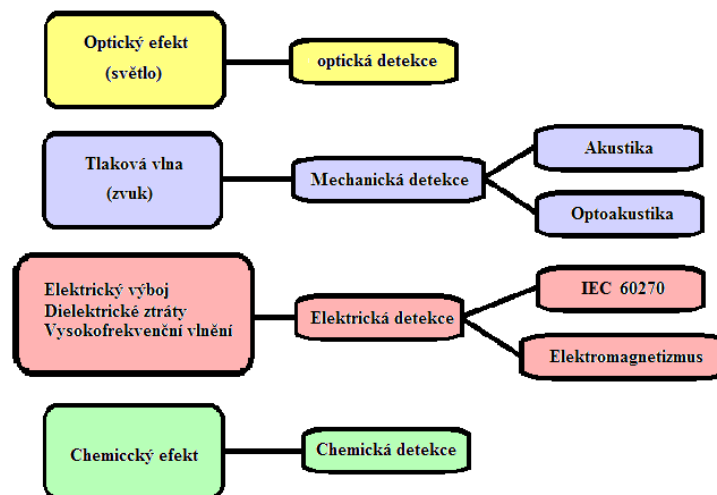 Optický efekt
(světlo)
optická detekce
Tlaková vlna
(zvuk)
Mechanická detekce
Akustika
Optoakustika
Elektrický výboj
Dielektrické ztráty
Vysokofrekvenční vlnění
Elektrická detekce
IEC 60270
Elektromagnetizmus
Chemiccký efekt
Chemická detekce